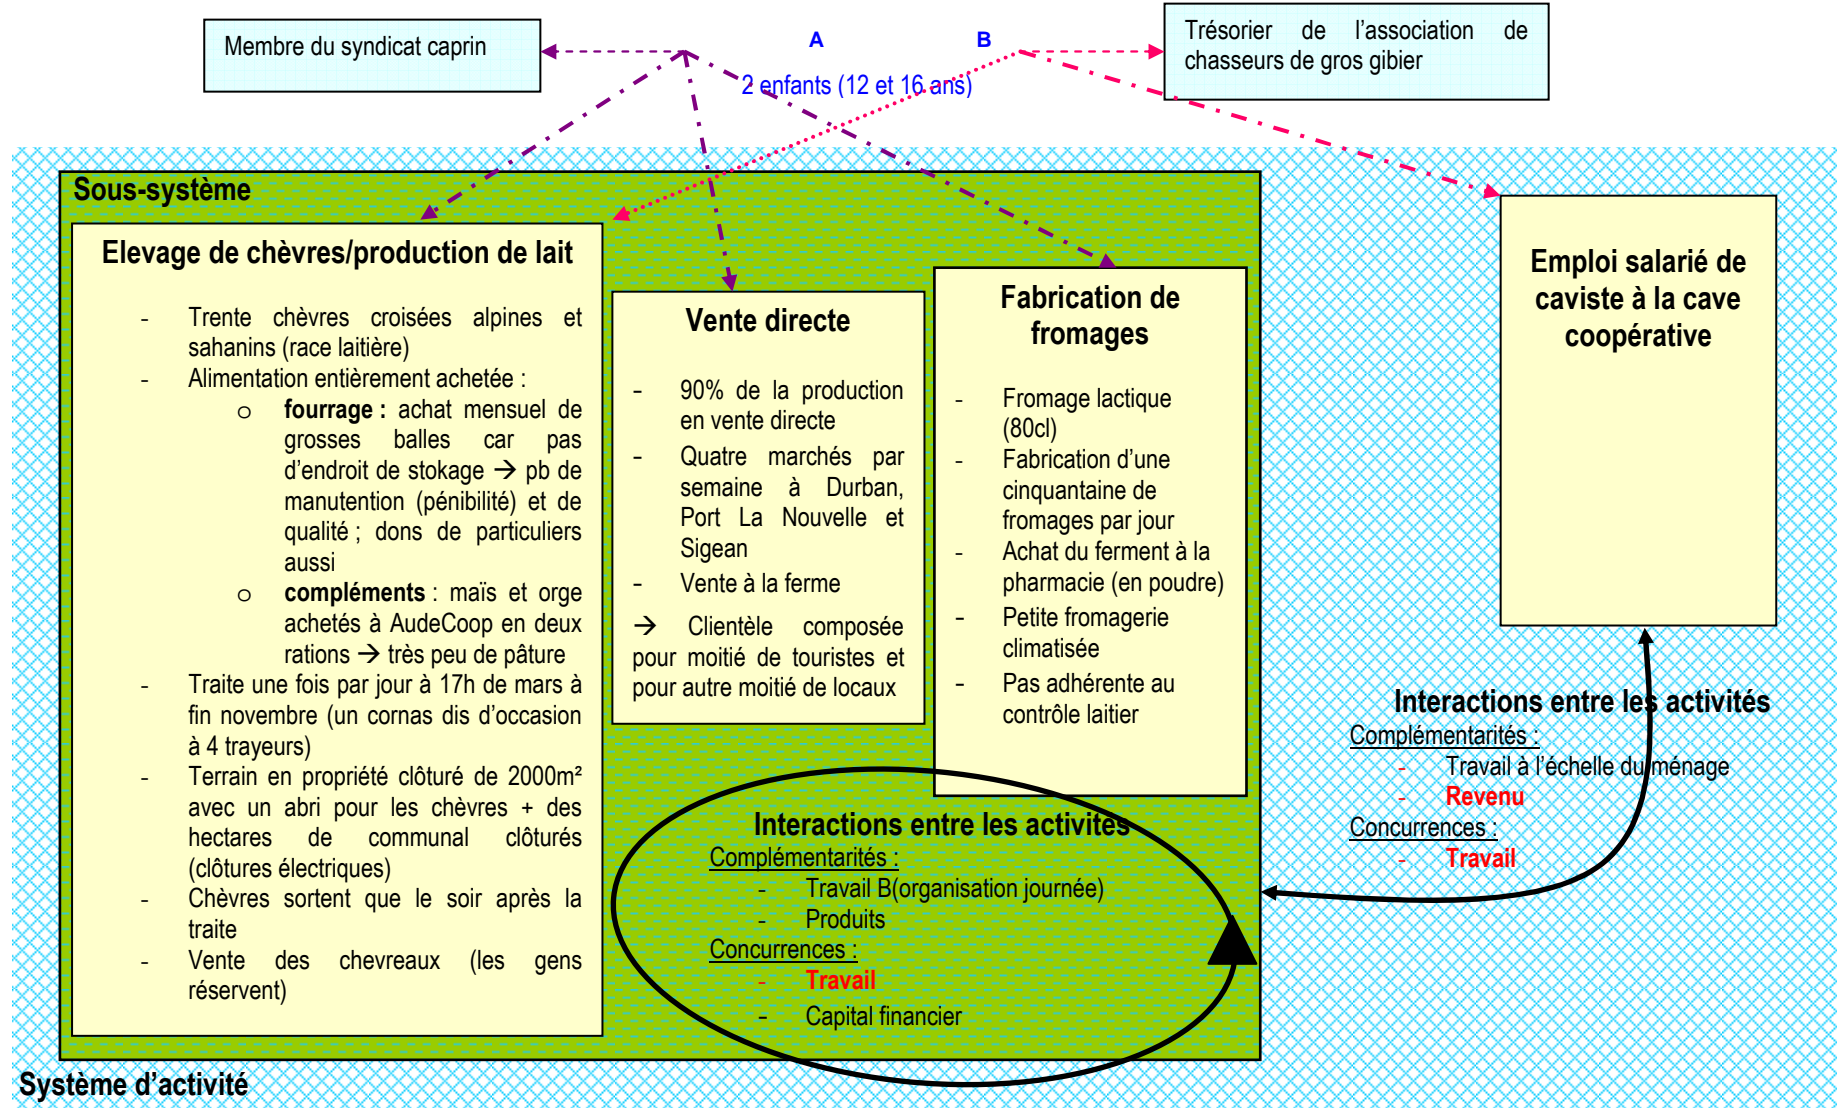 Membre du syndicat caprin
A
B
2 enfants (12 et 16 ans)
Trésorier de l’association de
chasseurs de gros gibier
Sous-système
Elevage de chèvres/production de lait
- Trente chèvres croisées alpines et
sahanins (race laitière)
- Alimentation entièrement achetée :
o fourrage : achat mensuel de
grosses balles car pas
d’endroit de stokage → pb de
manutention (pénibilité) et de
qualité ; dons de particuliers
aussi
o compléments : maïs et orge
achetés à AudeCoop en deux
rations → très peu de pâture
- Traite une fois par jour à 17h de mars à
fin novembre (un cornas dis d’occasion
à 4 trayeurs)
- Terrain en propriété clôturé de 2000m²
avec un abri pour les chèvres + des
hectares de communal clôturés
(clôtures électriques)
- Chèvres sortent que le soir après la
traite
- Vente des chevreaux (les gens
réservent)
Vente directe
- 90% de la production
en vente directe
- Quatre marchés par
semaine à Durban,
Port La Nouvelle et
Sigean
- Vente à la ferme
→ Clientèle composée
pour moitié de touristes et
pour autre moitié de locaux
Fabrication de
fromages
- Fromage lactique
(80cl)
- Fabrication d’une
cinquantaine de
fromages par jour
- Achat du ferment à la
pharmacie (en poudre)
- Petite fromagerie
climatisée
- Pas adhérente au
contrôle laitier
Interactions entre les activités
Complémentarités :
- Travail B(organisation journée)
- Produits
Concurrences :
- Travail
- Capital financier
Emploi salarié de
caviste à la cave
coopérative
Interactions entre les activités
Complémentarités :
- Travail à l’échelle du ménage
- Revenu
Concurrences :
- Travail
Système d’activité